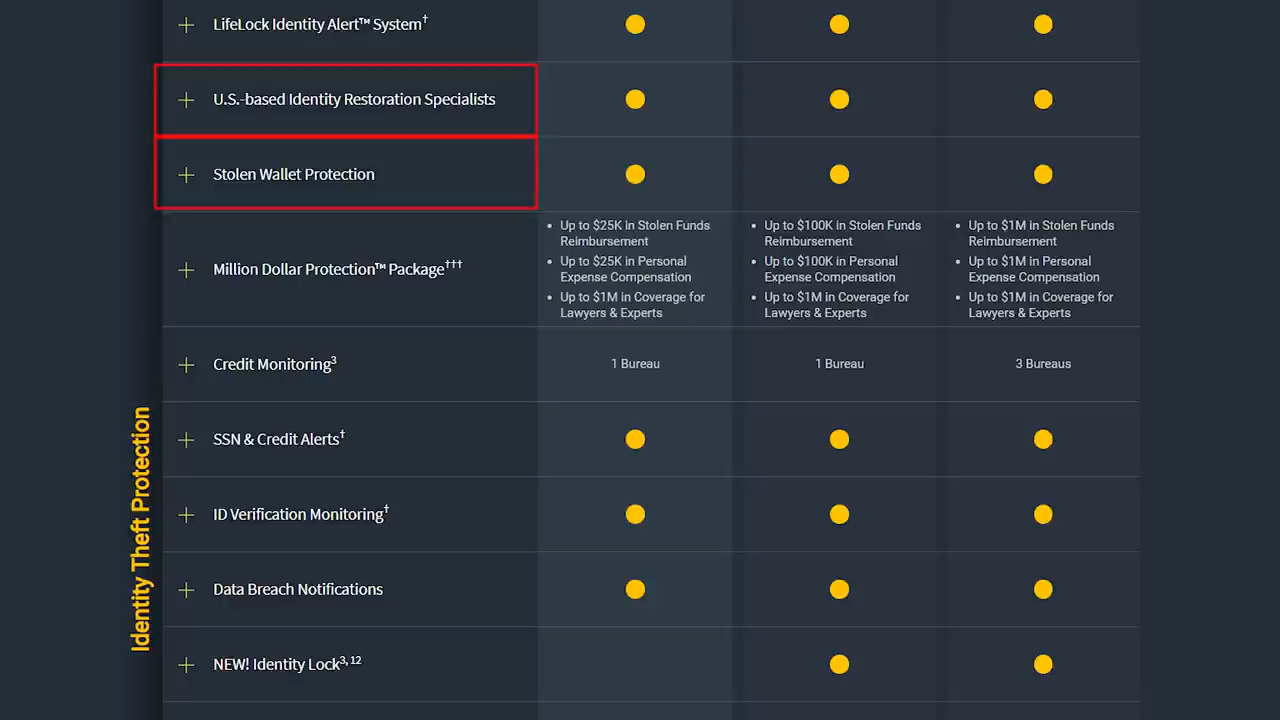 LifeLock Identity Alert™ System†
U.S.-based Identity Restoration Specialists
Stolen Wallet Protection
Million Dollar Protection™ Package†††
• Up to $25K in Stolen Funds
Reimbursement
• Up to $25K in Personal
Expense Compensation
• Up to $1M in Coverage for
Lawyers & Experts
• Up to $100K in Stolen Funds
Reimbursement
• Up to $100K in Personal
Expense Compensation
• Up to $1M in Coverage for
Lawyers & Experts
• Up to $1M in Stolen Funds
Reimbursement
• Up to $1M in Personal
Expense Compensation
• Up to $1M in Coverage for
Lawyers & Experts
Credit Monitoring3
1 Bureau
1 Bureau
3 Bureaus
SSN & Credit Alerts†
ID Verification Monitoring†
Data Breach Notifications
NEW! Identity Lock3, 12
Identity Theft Protection